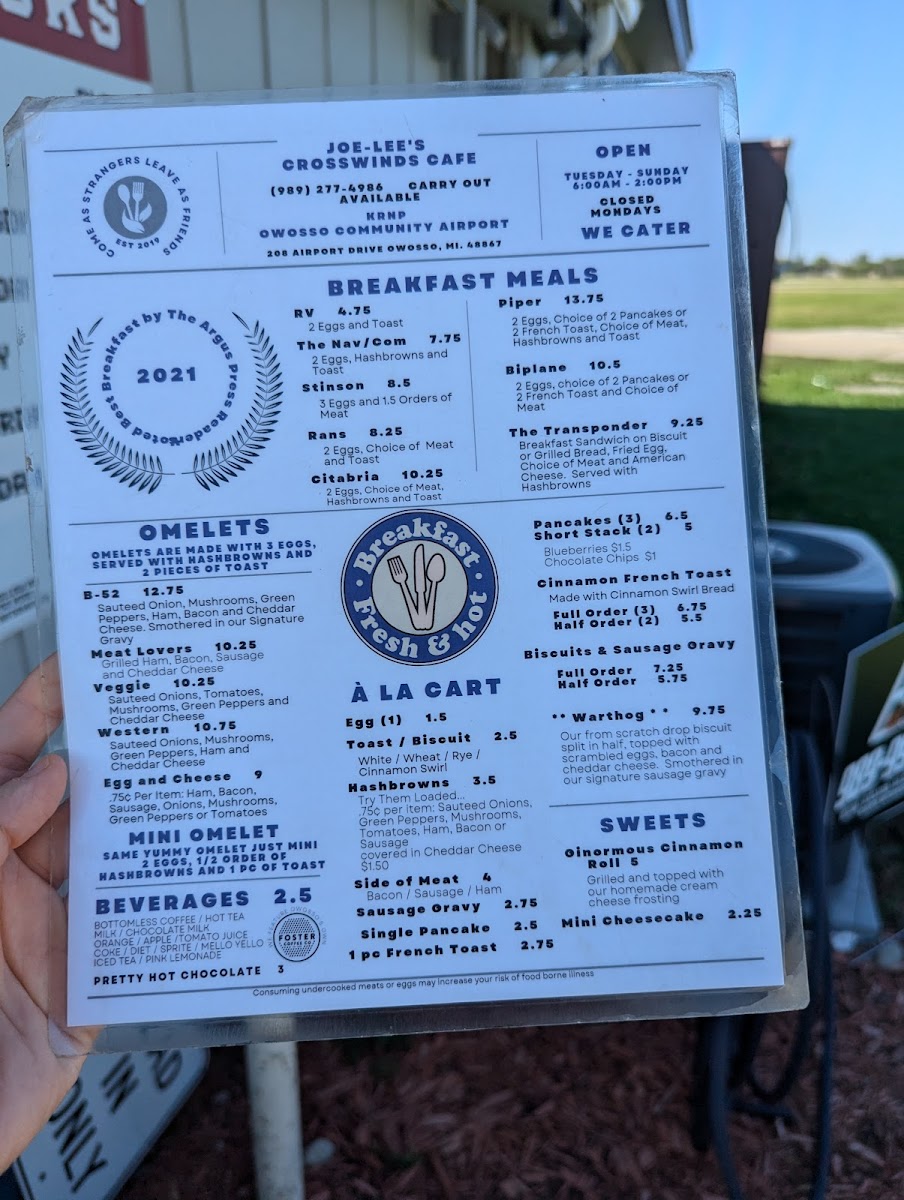 COME AS STRANGERS LEAVE AS FRIENDS
EST 2019
JOE-LEE'S
CROSSWINDS CAFE
(989) 277-4986 CARRY OUT
AVAILABLE
KRNP
OWOSSO COMMUNITY AIRPORT
208 AIRPORT DRIVE OWOSSO, MI. 48867
OPEN
TUESDAY - SUNDAY
6:00AM - 2:00PM
CLOSED
MONDAYS
WE CATER
BREAKFAST MEALS
Voted Best Breakfast by The Argus Press Readers
2021
RV 4.75
2 Eggs and Toast
The Nav/Com 7.75
2 Eggs, Hashbrowns and
Toast
Stinson 8.5
3 Eggs and 1.5 Orders of
Meat
Rans 8.25
2 Eggs, Choice of Meat
and Toast
Citabria 10.25
2 Eggs, Choice of Meat,
Hashbrowns and Toast
Piper 13.75
2 Eggs, Choice of 2 Pancakes or
2 French Toast, Choice of Meat,
Hashbrowns and Toast
Biplane 10.5
2 Eggs, choice of 2 Pancakes or
2 French Toast and Choice of
Meat
The Transponder 9.25
Breakfast Sandwich on Biscuit
or Grilled Bread, Fried Egg,
Choice of Meat and American
Cheese. Served with
Hashbrowns
OMELETS
OMELETS ARE MADE WITH 3 EGGS,
SERVED WITH HASHBROWNS AND
2 PIECES OF TOAST
B-52 12.75
Sauteed Onion, Mushrooms, Green
Peppers, Ham, Bacon and Cheddar
Cheese. Smothered in our Signature
Gravy
Meat Lovers 10.25
Grilled Ham, Bacon, Sausage
and Cheddar Cheese
Veggie 10.25
Sauteed Onions, Tomatoes,
Mushrooms, Green Peppers and
Cheddar Cheese
Western 10.75
Sauteed Onions, Mushrooms,
Green Peppers, Ham and
Cheddar Cheese
Egg and Cheese 9
.75¢ Per Item: Ham, Bacon,
Sausage, Onions, Mushrooms,
Green Peppers or Tomatoes
MINI OMELET
SAME YUMMY OMELET JUST MINI
2 EGGS, 1/2 ORDER OF
HASHBROWNS AND 1 PC OF TOAST
BEVERAGES 2.5
BOTTOMLESS COFFEE / HOT TEA
MILK / CHOCOLATE MILK
ORANGE / APPLE /TOMATO JUICE
COKE / DIET / SPRITE / MELLO YELLO
ICED TEA / PINK LEMONADE
PRETTY HOT CHOCOLATE 3
FOSTER
COFFEE CO
Breakfast
Fresh & hot
À LA CART
Egg (1) 1.5
Toast / Biscuit 2.5
White / Wheat / Rye /
Cinnamon Swirl
Hashbrowns 3.5
Try Them Loaded...
.75¢ per item: Sauteed Onions,
Green Peppers, Mushrooms,
Tomatoes, Ham, Bacon or
Sausage
covered in Cheddar Cheese
$1.50
Side of Meat 4
Bacon / Sausage / Ham
Sausage Gravy 2.75
Single Pancake 2.5
1 pc French Toast 2.75
Pancakes (3) 6.5
Short Stack (2) 5
Blueberries $1.5
Chocolate Chips $1
Cinnamon French Toast
Made with Cinnamon Swirl Bread
Full Order (3) 6.75
Half Order (2) 5.5
Biscuits & Sausage Gravy
Full Order 7.25
Half Order 5.75
** Warthog ** 9.75
Our from scratch drop biscuit
split in half, topped with
scrambled eggs, bacon and
cheddar cheese. Smothered in
our signature sausage gravy
SWEETS
Ginormous Cinnamon
Roll 5
Grilled and topped with
our homemade cream
cheese frosting
Mini Cheesecake 2.25
Consuming undercooked meats or eggs may increase your risk of food borne illness
IN
ONLY